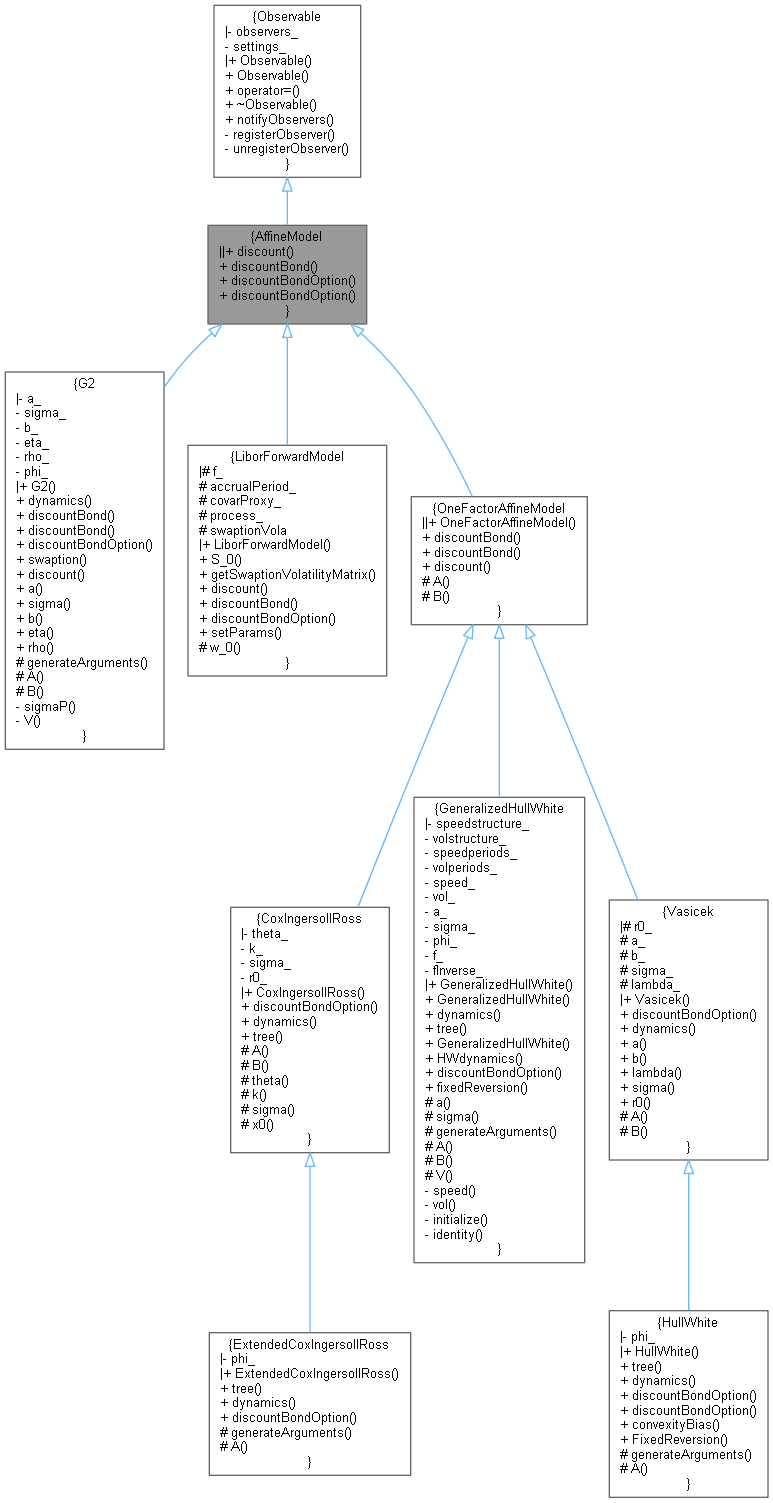 {Observable
|- observers_
- settings_
|+ Observable()
+ Observable()
+ operator=()
+ ~Observable()
+ notifyObservers()
- registerObserver()
- unregisterObserver()
}
{AffineModel
||+ discount()
+ discountBond()
+ discountBondOption()
+ discountBondOption()
}
{G2
|- a_
- sigma_
- b_
- eta_
- rho_
- phi_
|+ G2()
+ dynamics()
+ discountBond()
+ discountBond()
+ discountBondOption()
+ swaption()
+ discount()
+ a()
+ sigma()
+ b()
+ eta()
+ rho()
# generateArguments()
# A()
# B()
- sigmaP()
- V()
}
{LiborForwardModel
|# f_
# accrualPeriod_
# covarProxy_
# process_
# swaptionVola
|+ LiborForwardModel()
+ S_0()
+ getSwaptionVolatilityMatrix()
+ discount()
+ discountBond()
+ discountBondOption()
+ setParams()
# w_0()
}
{OneFactorAffineModel
||+ OneFactorAffineModel()
+ discountBond()
+ discountBond()
+ discount()
# A()
# B()
}
{CoxIngersollRoss
|- theta_
- k_
- sigma_
- r0_
|+ CoxIngersollRoss()
+ discountBondOption()
+ dynamics()
+ tree()
# A()
# B()
# theta()
# k()
# sigma()
# x0()
}
{GeneralizedHullWhite
|- speedstructure_
- volstructure_
- speedperiods_
- volperiods_
- speed_
- vol_
- a_
- sigma_
- phi_
- f_
- fInverse_
|+ GeneralizedHullWhite()
+ GeneralizedHullWhite()
+ dynamics()
+ tree()
+ GeneralizedHullWhite()
+ HWdynamics()
+ discountBondOption()
+ fixedReversion()
# a()
# sigma()
# generateArguments()
# A()
# B()
# V()
- speed()
- vol()
- initialize()
- identity()
}
{Vasicek
|# r0_
# a_
# b_
# sigma_
# lambda_
|+ Vasicek()
+ discountBondOption()
+ dynamics()
+ a()
+ b()
+ lambda()
+ sigma()
+ r0()
# A()
# B()
}
{ExtendedCoxIngersollRoss
|- phi_
|+ ExtendedCoxIngersollRoss()
+ tree()
+ dynamics()
+ discountBondOption()
# generateArguments()
# A()
}
{HullWhite
|- phi_
|+ HullWhite()
+ tree()
+ dynamics()
+ discountBondOption()
+ discountBondOption()
+ convexityBias()
+ FixedReversion()
# generateArguments()
# A()
}